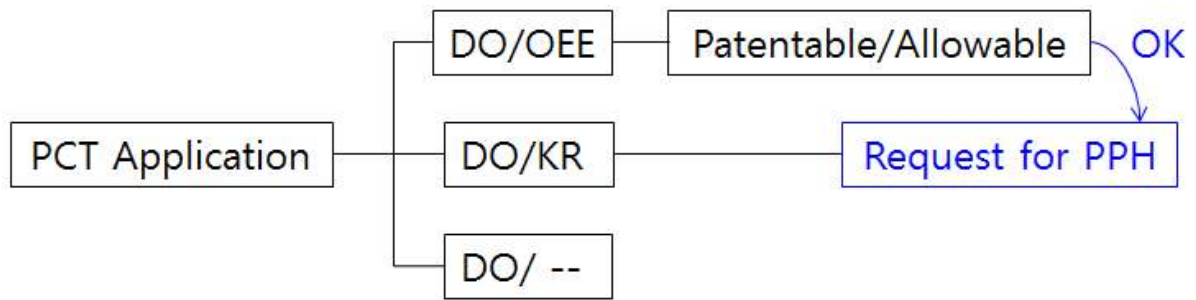 DO/OEE
Patentable/Allowable
OK
PCT Application
DO/KR
Request for PPH
DO/ --